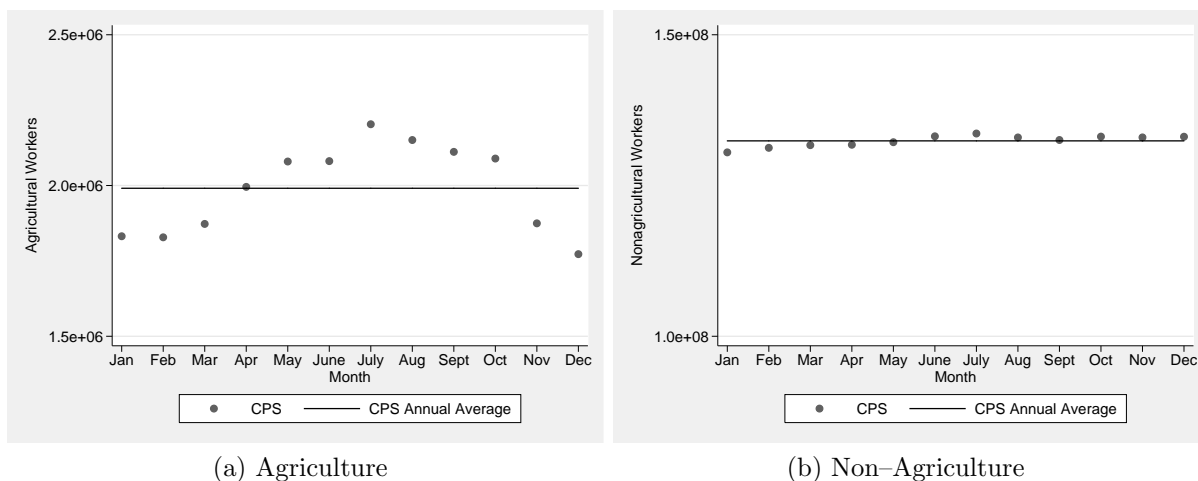 2.5e+06
2.0e+06
1.5e+06
Agricultural Workers
Jan Feb Mar Apr May June July Aug Sept Oct Nov Dec
Month
CPS CPS Annual Average
(a) Agriculture
1.5e+08
1.0e+08
Nonagricultural Workers
Jan Feb Mar Apr May June July Aug Sept Oct Nov Dec
Month
CPS CPS Annual Average
(b) Non–Agriculture